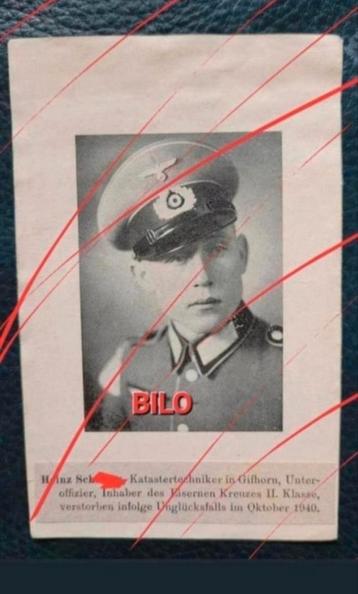 BILO
Heinz Sch Katastertechniker in Gifhorn, Unter-
offizier, Inhaber des Eisernen Kreuzes II. Klasse,
verstorben infolge Unglücksfalls im Oktober 1940.